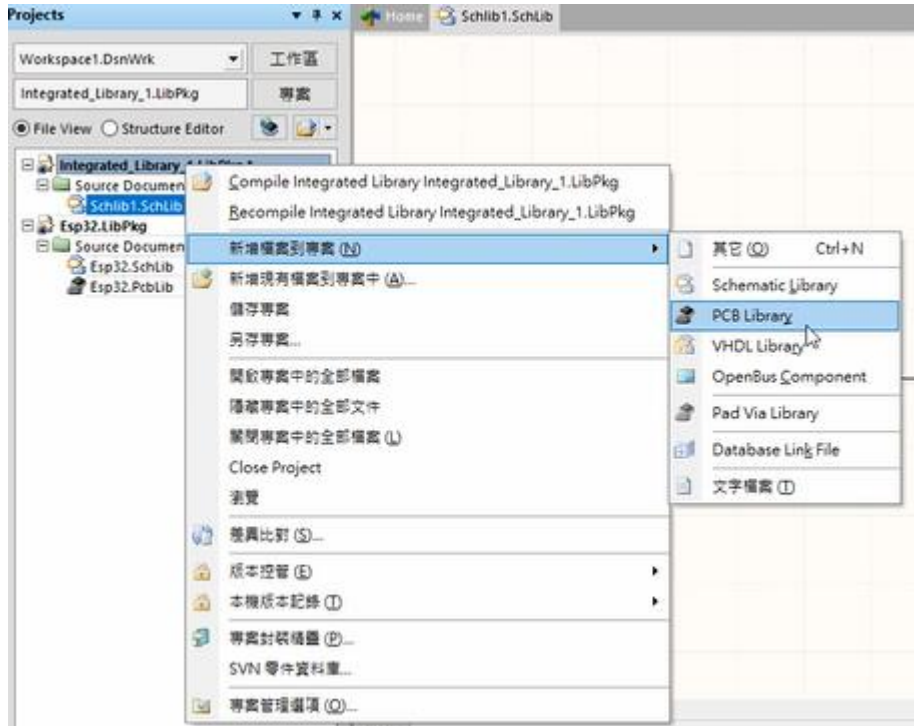 Projects
Home
Schlib1.SchLib
Workspace1.DsnWrk
工作區
Integrated_Library_1.LibPkg
專案
File View
Structure Editor
Integrated_Library_1.LibPkg *
Source Documen
Schlib1.SchLib
Esp32.LibPkg
Source Documen
Esp32.SchLib
Esp32.PcbLib
Compile Integrated Library Integrated_Library_1.LibPkg
Recompile Integrated Library Integrated_Library_1.LibPkg
新增檔案到專案 (N)
新增現有檔案到專案中 (A)...
儲存專案
另存專案...
開啟專案中的全部檔案
隱藏專案中的全部文件
關閉專案中的全部檔案 (L)
Close Project
瀏覽
差異比對 (S)...
版本控管 (E)
本機版本記錄 (T)
專案封裝精靈 (P)...
SVN 零件資料庫...
專案管理選項 (O)...
其它 (O) Ctrl+N
Schematic Library
PCB Library
VHDL Library
OpenBus Component
Pad Via Library
Database Link File
文字檔案 (T)